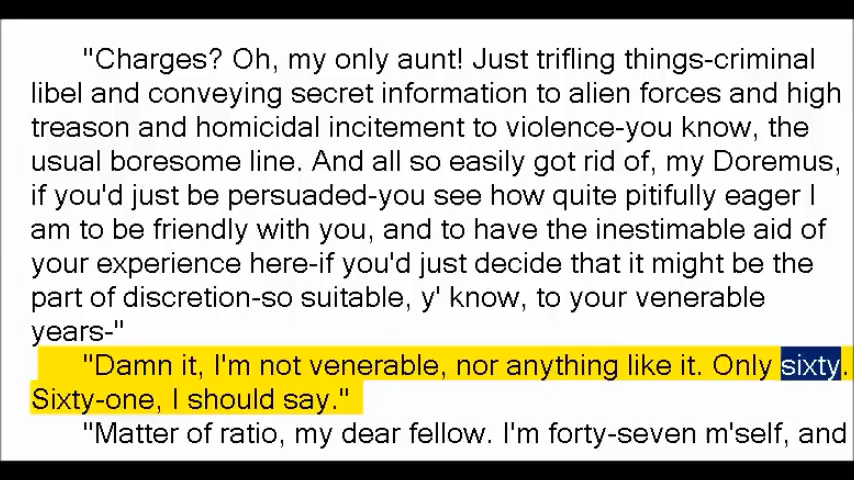 "Charges? Oh, my only aunt! Just trifling things-criminal
libel and conveying secret information to alien forces and high
treason and homicidal incitement to violence-you know, the
usual boresome line. And all so easily got rid of, my Doremus,
if you'd just be persuaded-you see how quite pitifully eager I
am to be friendly with you, and to have the inestimable aid of
your experience here-if you'd just decide that it might be the
part of discretion-so suitable, y' know, to your venerable
years-"
"Damn it, I'm not venerable, nor anything like it. Only sixty.
Sixty-one, I should say."
"Matter of ratio, my dear fellow. I'm forty-seven m'self, and